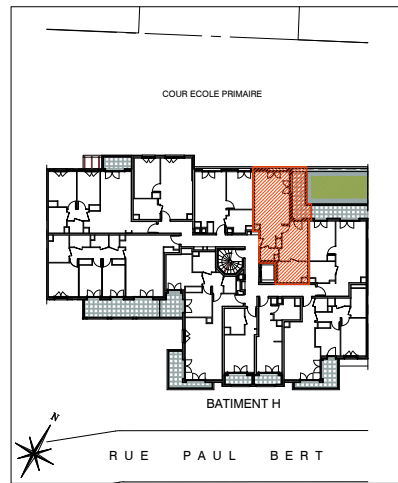 COUR ECOLE PRIMAIRE
BATIMENT H
N
RUE PAUL BERT